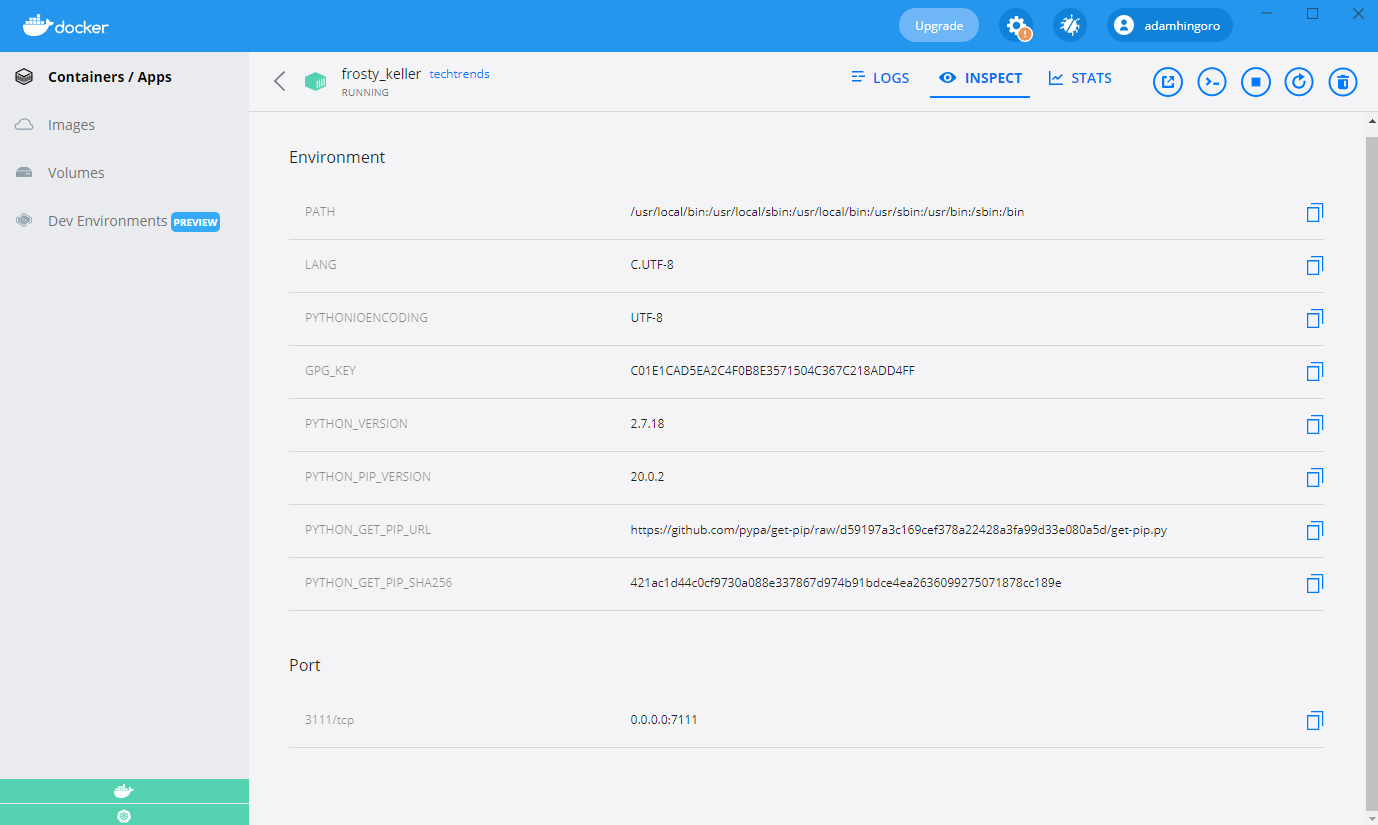 docker
Upgrade
adamhingoro
Containers / Apps
Images
Volumes
Dev Environments PREVIEW
frosty_keller techtrends
RUNNING
LOGS
INSPECT
STATS
Environment
PATH /usr/local/bin:/usr/local/sbin:/usr/local/bin:/usr/sbin:/usr/bin:/sbin:/bin
LANG C.UTF-8
PYTHONIOENCODING UTF-8
GPG_KEY C01E1CAD5EA2C4F0B8E3571504C367C218ADD4FF
PYTHON_VERSION 2.7.18
PYTHON_PIP_VERSION 20.0.2
PYTHON_GET_PIP_URL https://github.com/pypa/get-pip/raw/d59197a3c169cef378a22428a3fa99d33e080a5d/get-pip.py
PYTHON_GET_PIP_SHA256 421ac1d44c0cf9730a088e337867d974b91bdce4ea2636099275071878cc189e
Port
3111/tcp 0.0.0.0:7111